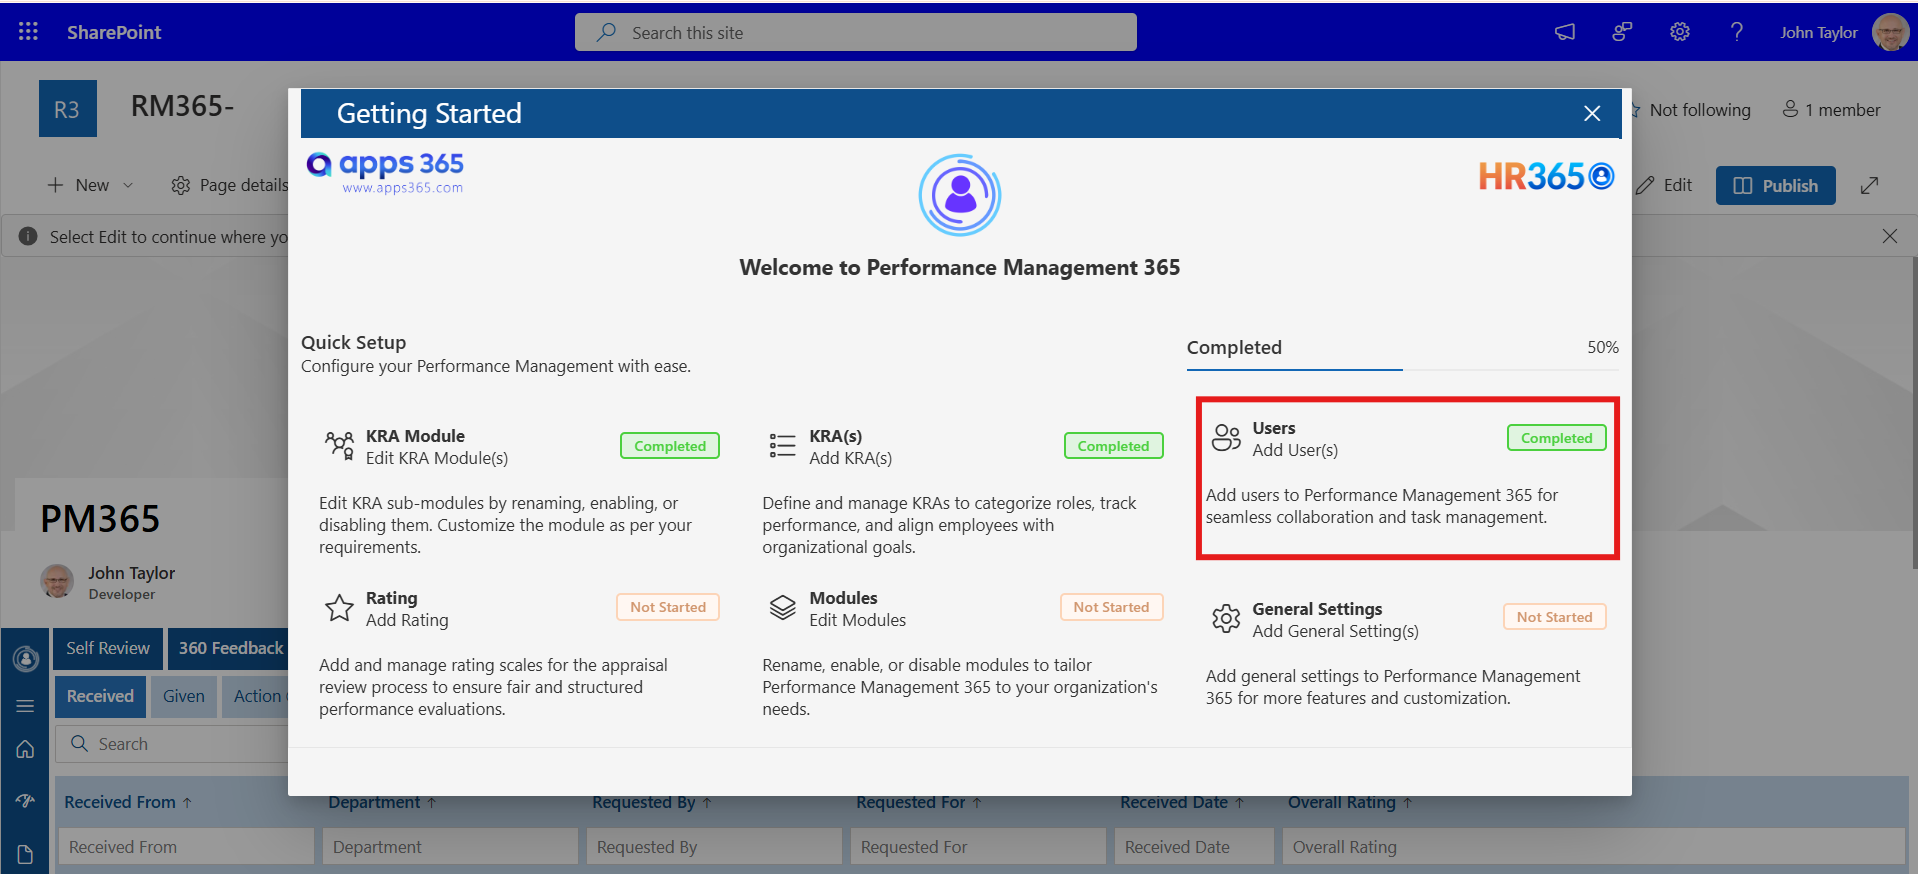 SharePoint
Search this site
John Taylor
R3
RM365-
Getting Started
Not following
1 member
apps 365
www.apps365.com
HR365
New
Page details
Edit
Publish
Select Edit to continue where yo
Welcome to Performance Management 365
Quick Setup
Configure your Performance Management with ease.
Completed
50%
KRA Module
Edit KRA Module(s)
Completed
Edit KRA sub-modules by renaming, enabling, or
disabling them. Customize the module as per your
requirements.
KRA(s)
Add KRA(s)
Completed
Define and manage KRAs to categorize roles, track
performance, and align employees with
organizational goals.
Users
Add User(s)
Completed
Add users to Performance Management 365 for
seamless collaboration and task management.
Rating
Add Rating
Not Started
Add and manage rating scales for the appraisal
review process to ensure fair and structured
performance evaluations.
Modules
Edit Modules
Not Started
Rename, enable, or disable modules to tailor
Performance Management 365 to your organization's
needs.
General Settings
Add General Setting(s)
Not Started
Add general settings to Performance Management
365 for more features and customization.
PM365
John Taylor
Developer
Self Review
360 Feedback
Received
Given
Action
Search
Received From ↑
Department ↑
Requested By ↑
Requested For ↑
Received Date ↑
Overall Rating ↑
Received From
Department
Requested By
Requested For
Received Date
Overall Rating